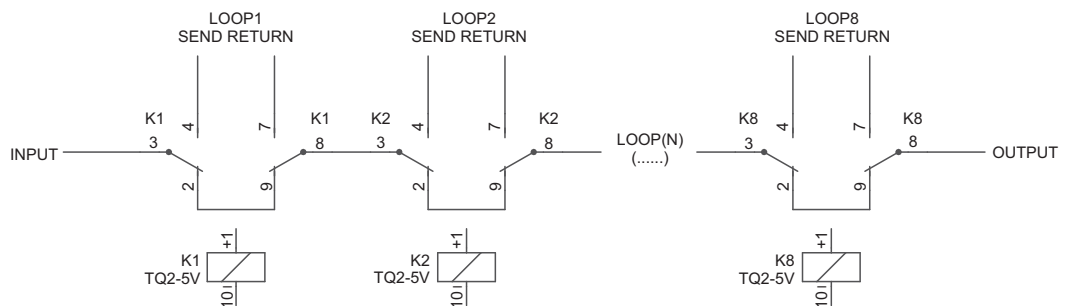 LOOP1
SEND RETURN
LOOP2
SEND RETURN
LOOP8
SEND RETURN
INPUT
K1
3
4
7
K1
8
2
9
K2
3
4
7
K2
8
2
9
LOOP(N)
(......)
K8
3
4
7
K8
8
2
9
OUTPUT
K1
TQ2-5V
+1
10
K2
TQ2-5V
+1
10
K8
TQ2-5V
+1
10